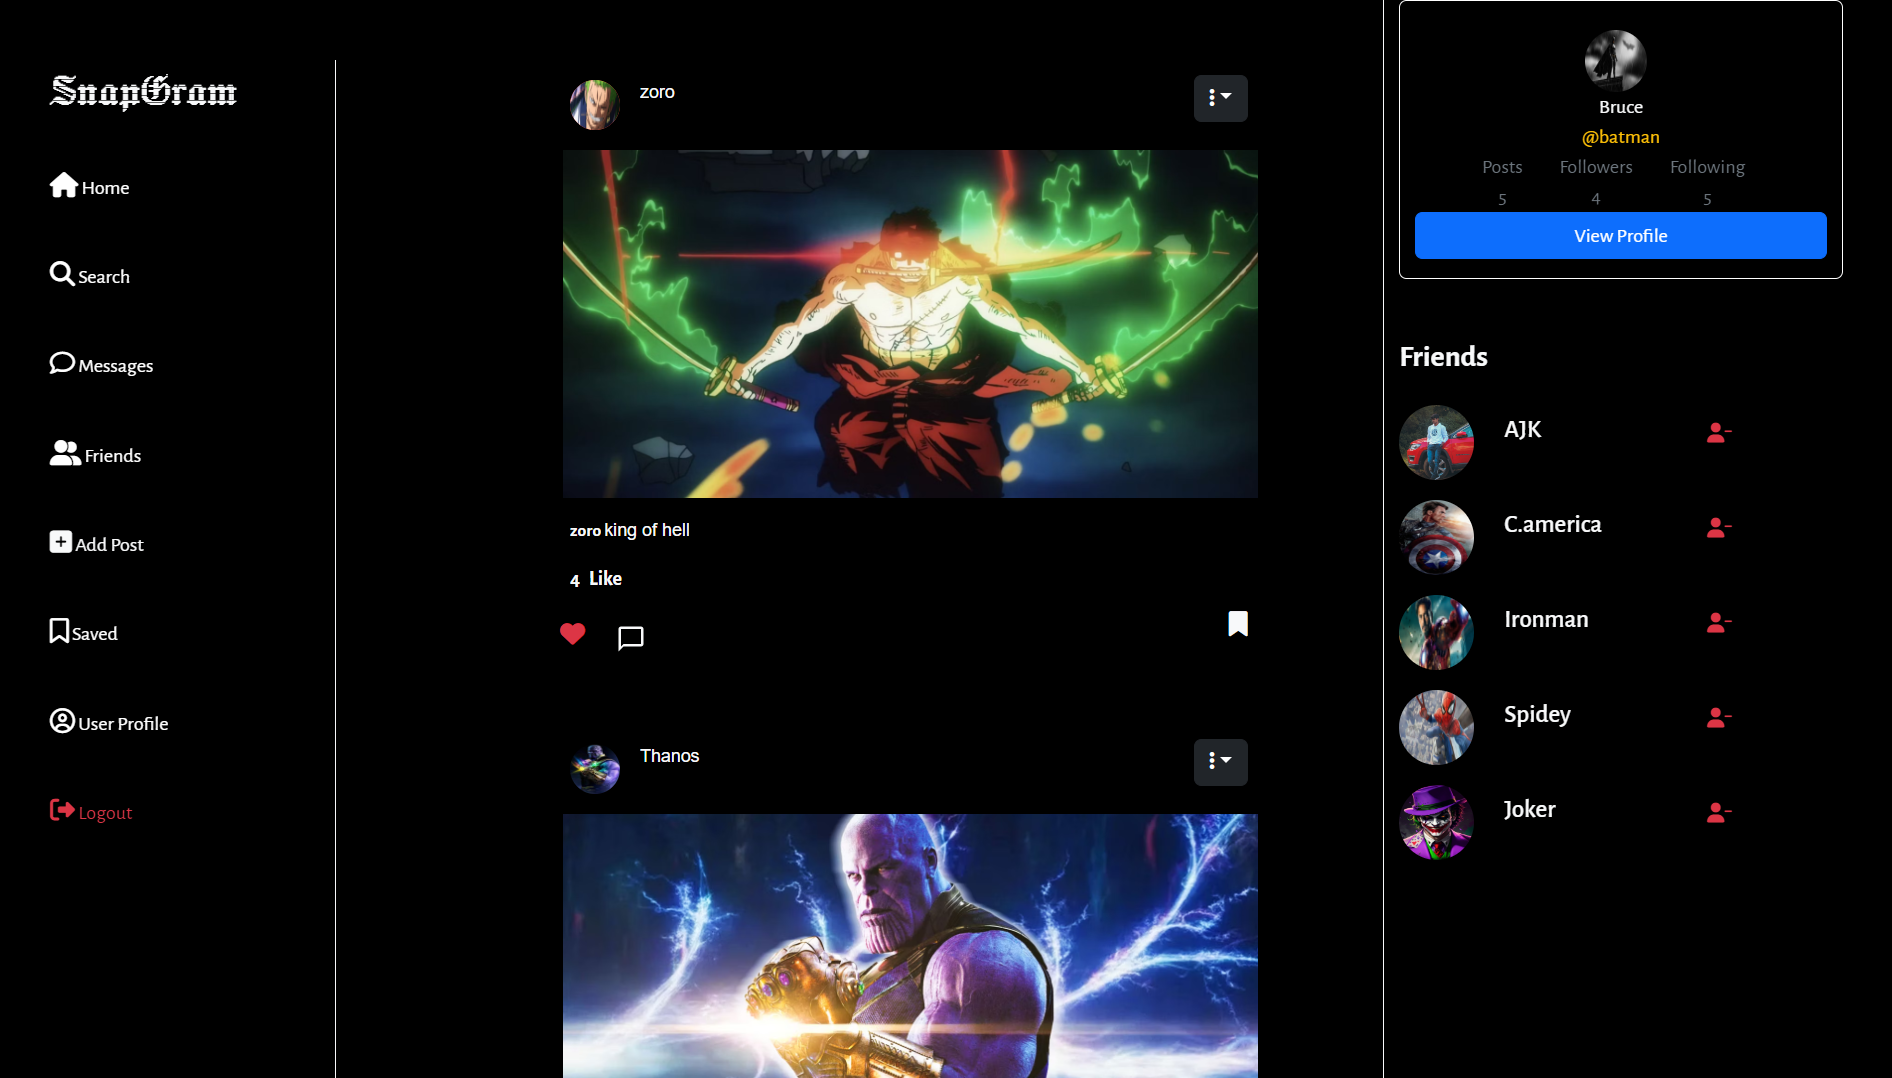 SnapGram
Home
Search
Messages
Friends
Add Post
Saved
User Profile
Logout
zoro
zoro king of hell
4 Like
Thanos
Bruce
@batman
Posts Followers Following
5 4 5
View Profile
Friends
AJK
C.america
Ironman
Spidey
Joker